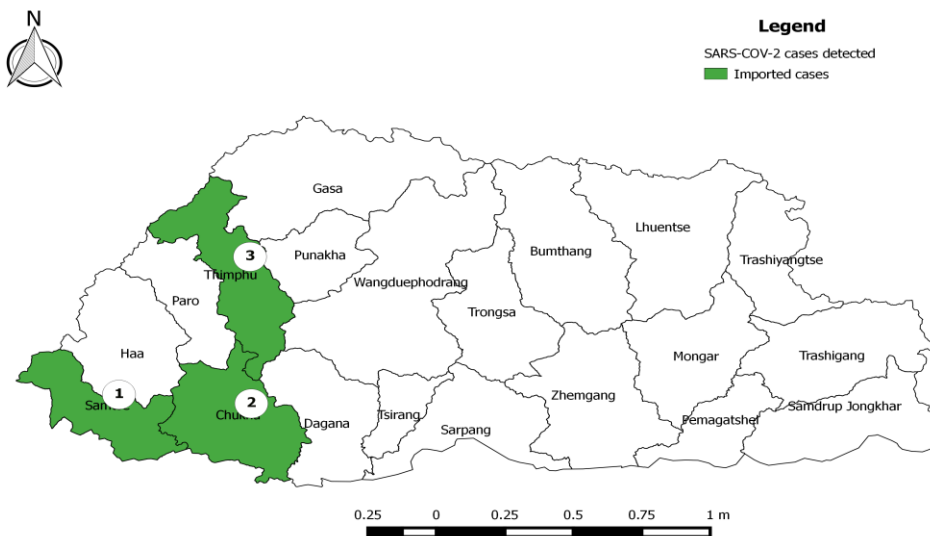 N
Legend
SARS-COV-2 cases detected
Imported cases
Gasa
Lhuentse
3
Punakha
Bumthang
Trashiyangtse
Thimphu
Wangduephodrang
Paro
Trongsa
Haa
Mongar
Trashigang
1
2
Zhemgang
Chukha
Dagana
Tsirang
Sarpang
Pemagatshel
Samdrup Jongkhar
0.25 0 0.25 0.5 0.75 1 m